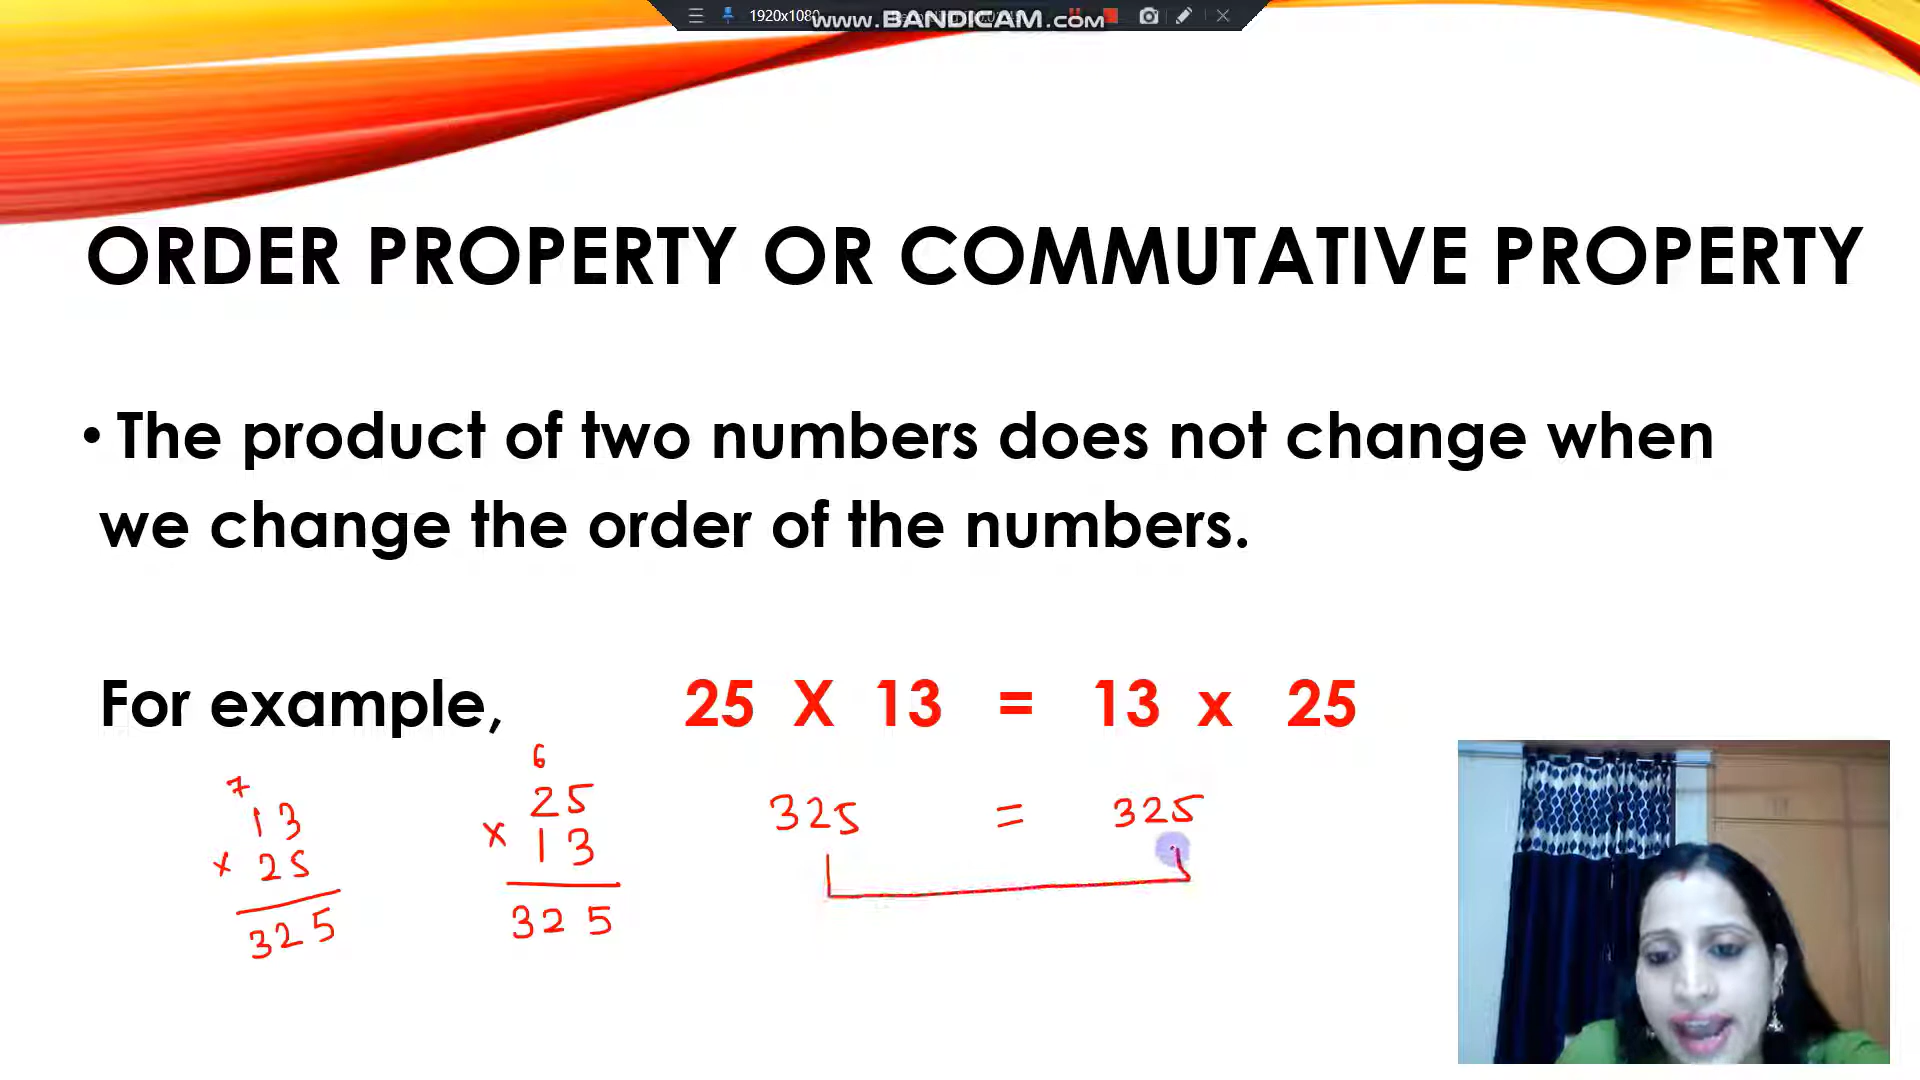 1920x1080
www.BANDICAM.com
ORDER PROPERTY OR COMMUTATIVE PROPERTY
• The product of two numbers does not change when
we change the order of the numbers.
For example, 25 X 13 = 13 x 25
7
13
x 25
325
6
25
x 13
325
325 = 325